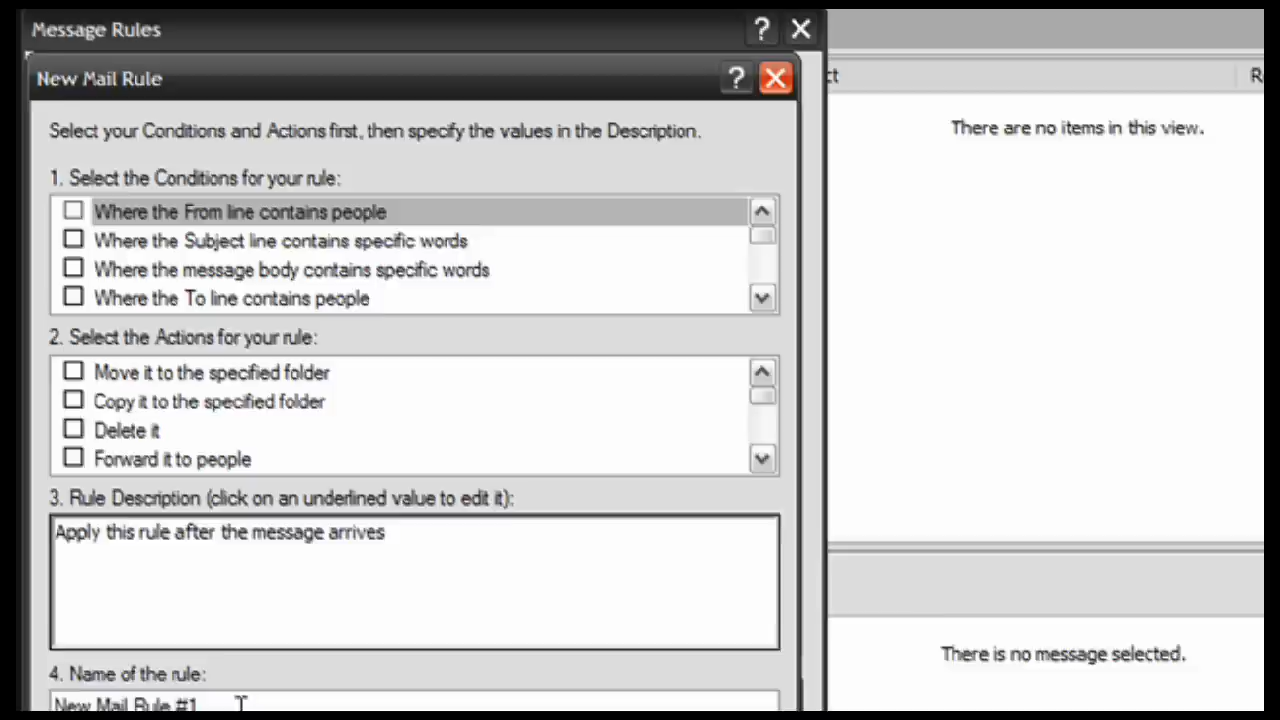 Message Rules
New Mail Rule
Select your Conditions and Actions first, then specify the values in the Description.
1. Select the Conditions for your rule:
Where the From line contains people
Where the Subject line contains specific words
Where the message body contains specific words
Where the To line contains people
2. Select the Actions for your rule:
Move it to the specified folder
Copy it to the specified folder
Delete it
Forward it to people
3. Rule Description (click on an underlined value to edit it):
Apply this rule after the message arrives
4. Name of the rule:
New Mail Rule #1
There are no items in this view.
There is no message selected.